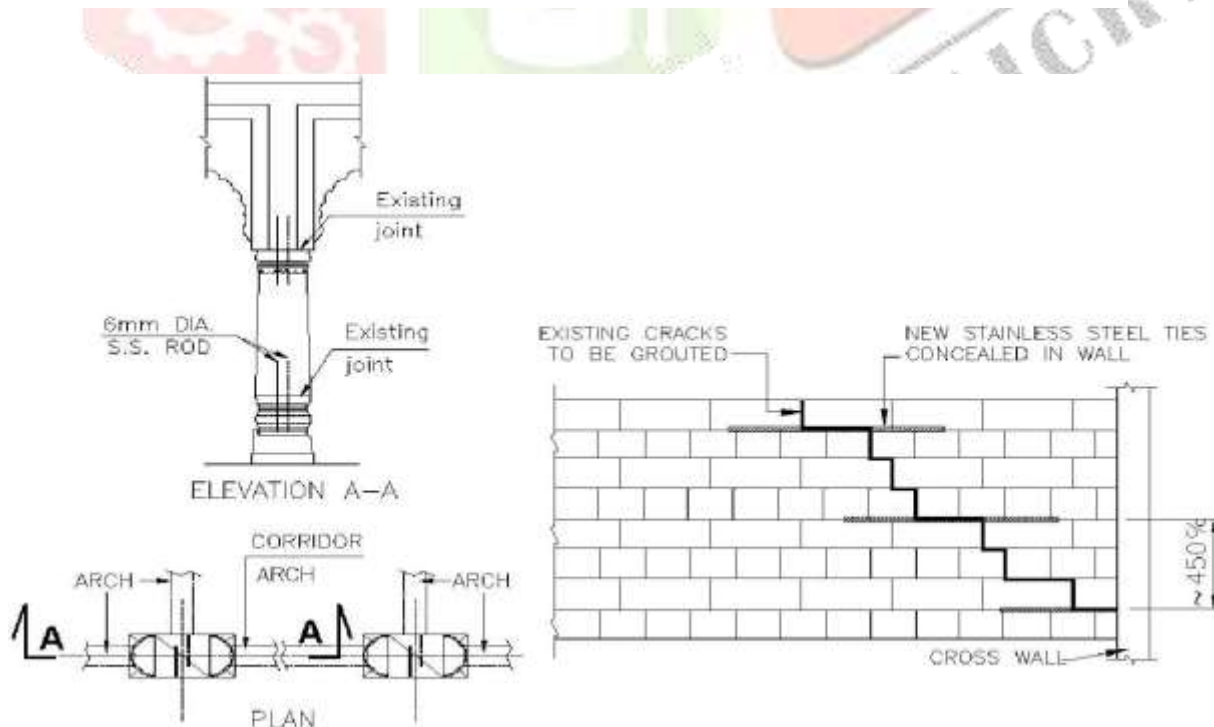 Existing
joint
6mm DIA.
S.S. ROD
Existing
joint
ELEVATION A-A
CORRIDOR
ARCH
ARCH
ARCH
A
A
PLAN
EXISTING CRACKS
TO BE GROUTED
NEW STAINLESS STEEL TIES
CONCEALED IN WALL
CROSS WALL